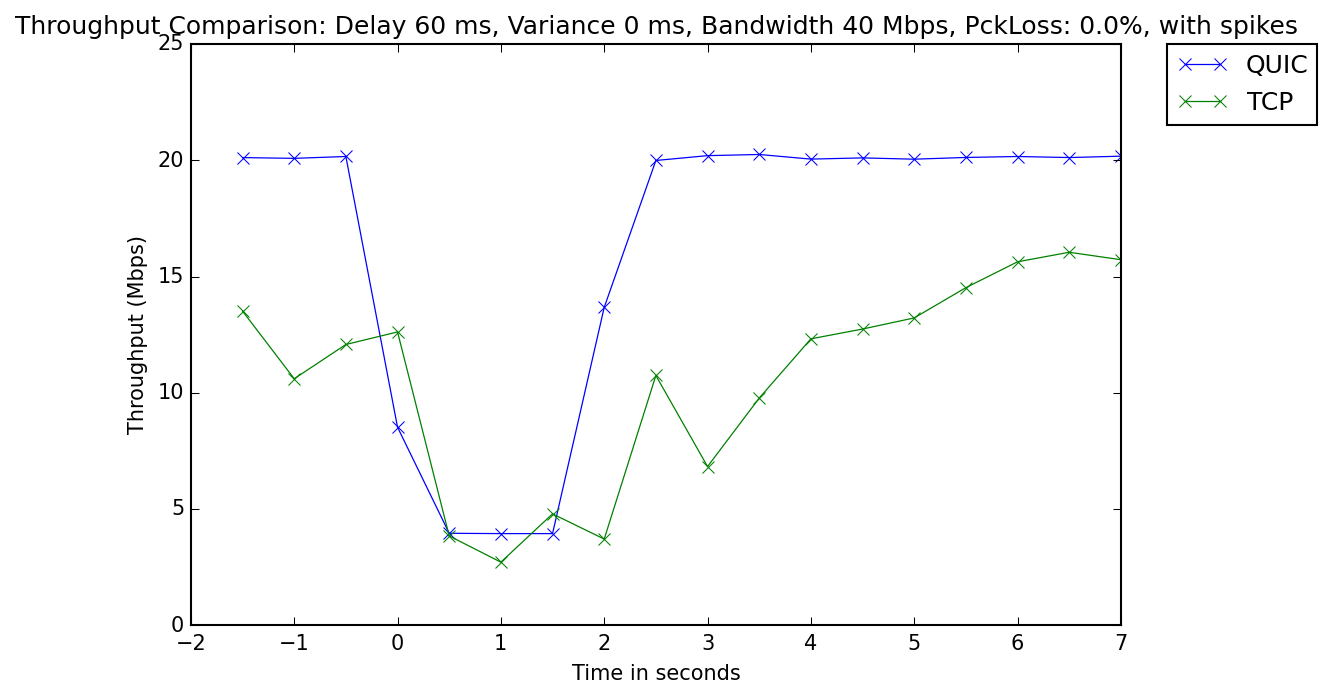 Throughput Comparison: Delay 60 ms, Variance 0 ms, Bandwidth 40 Mbps, PckLoss: 0.0%, with spikes
QUIC
TCP
25
20
15
10
5
0
Throughput (Mbps)
−2 −1 0 1 2 3 4 5 6 7
Time in seconds